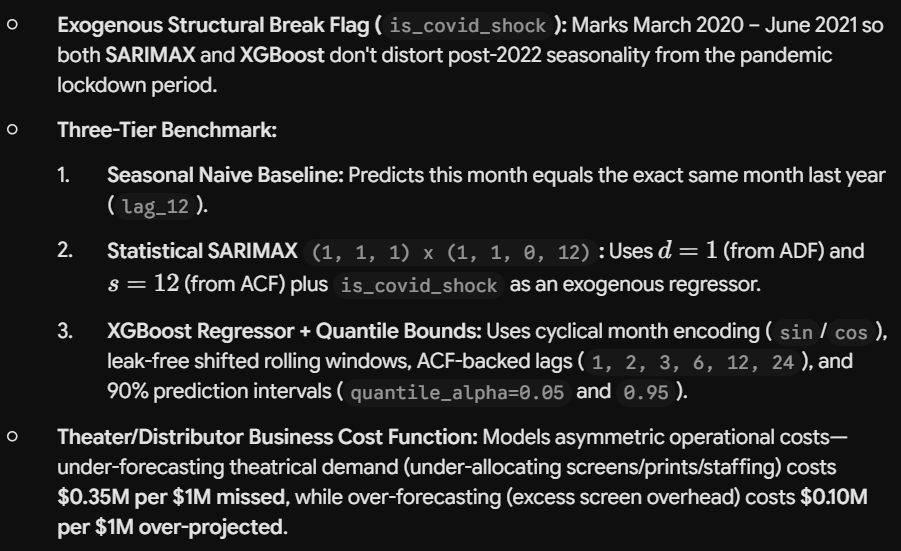 Exogenous Structural Break Flag ( is_covid_shock ): Marks March 2020 – June 2021 so
both SARIMAX and XGBoost don't distort post-2022 seasonality from the pandemic
lockdown period.
Three-Tier Benchmark:
1. Seasonal Naive Baseline: Predicts this month equals the exact same month last year
( lag_12 ).
2. Statistical SARIMAX (1, 1, 1) x (1, 1, 0, 12) : Uses d = 1 (from ADF) and
s = 12 (from ACF) plus is_covid_shock as an exogenous regressor.
3. XGBoost Regressor + Quantile Bounds: Uses cyclical month encoding ( sin / cos ),
leak-free shifted rolling windows, ACF-backed lags ( 1, 2, 3, 6, 12, 24 ), and
90% prediction intervals ( quantile_alpha=0.05 and 0.95 ).
Theater/Distributor Business Cost Function: Models asymmetric operational costs—
under-forecasting theatrical demand (under-allocating screens/prints/staffing) costs
$0.35M per $1M missed, while over-forecasting (excess screen overhead) costs $0.10M
per $1M over-projected.